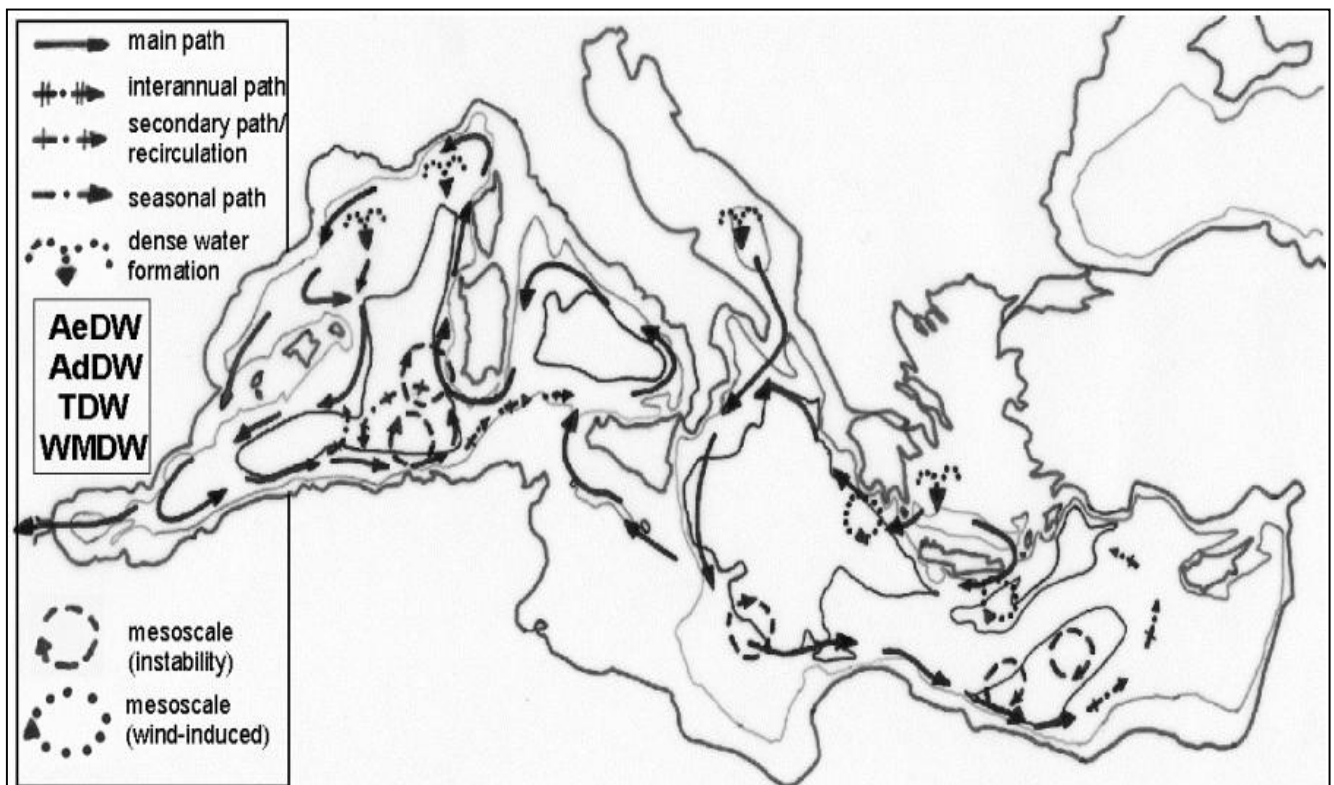 main path
interannual path
secondary path/
recirculation
seasonal path
dense water
formation
AeDW
AdDW
TDW
WMDW
mesoscale
(instability)
mesoscale
(wind-induced)